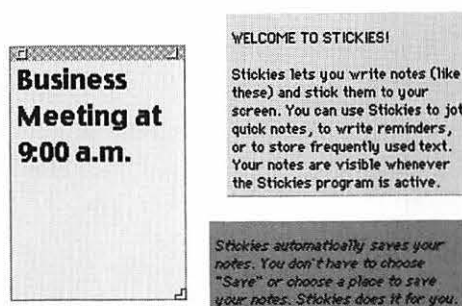 Business
Meeting at
9:00 a.m.
WELCOME TO STICKIES!
Stickies lets you write notes (like
these) and stick them to your
screen. You can use Stickies to jot
quick notes, to write reminders,
or to store frequently used text.
Your notes are visible whenever
the Stickies program is active.
Stickies automatically saves your
notes. You don't have to choose
"Save" or choose a place to save
your notes. Stickies does it for you.